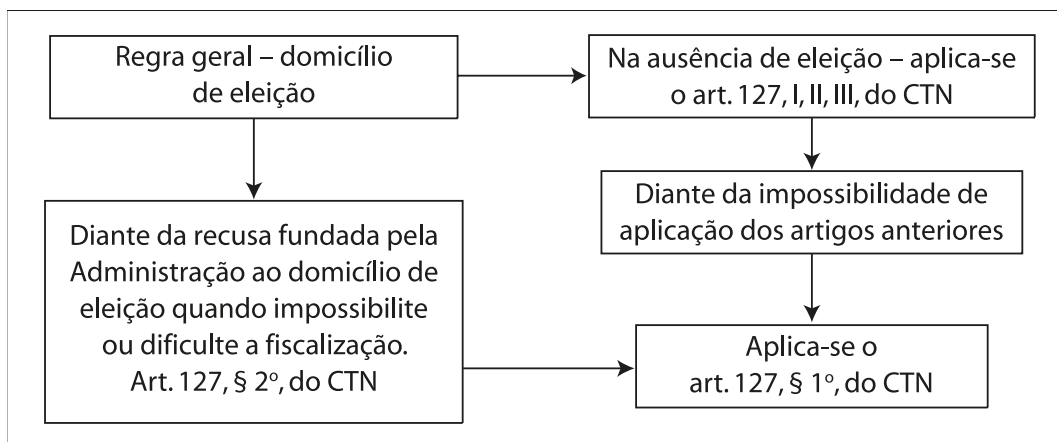 Regra geral – domicílio
de eleição
Na ausência de eleição – aplica-se
o art. 127, I, II, III, do CTN
Diante da recusa fundada pela
Administração ao domicílio de
eleição quando impossibilite
ou dificulte a fiscalização.
Art. 127, § 2º, do CTN
Diante da impossibilidade de
aplicação dos artigos anteriores
Aplica-se o
art. 127, § 1º, do CTN